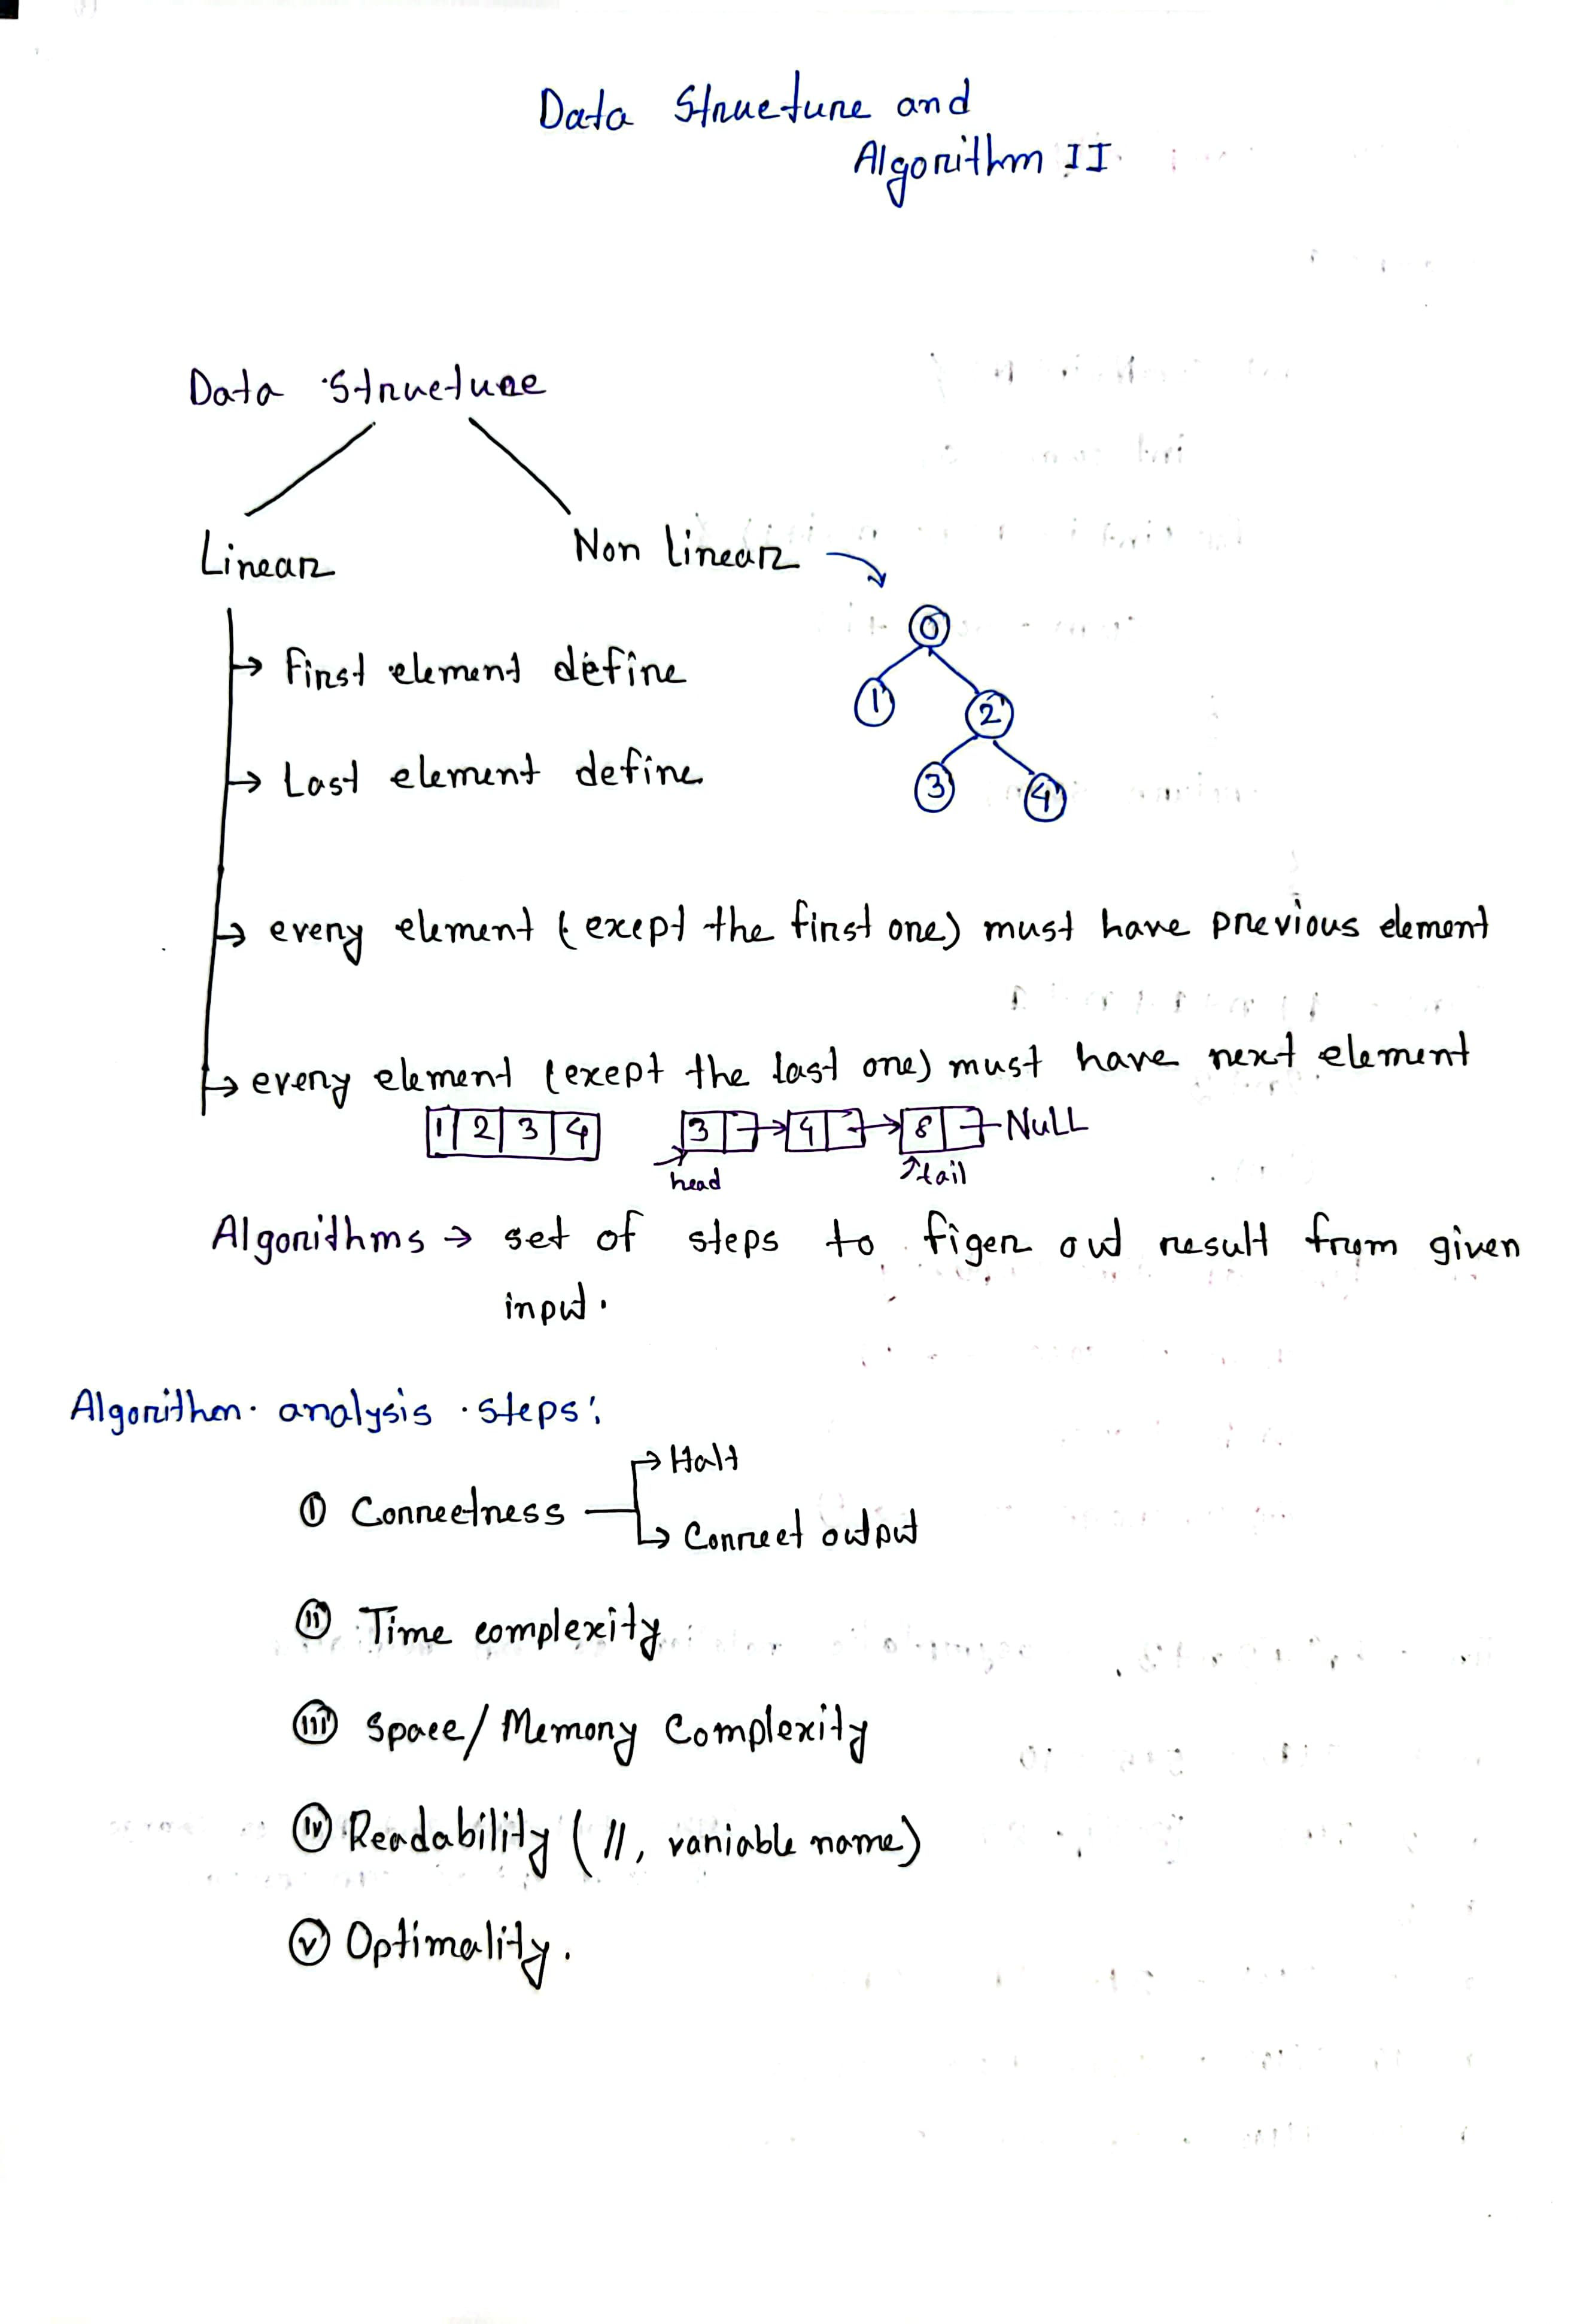 Data Structure and
Algorithm II
Data Structure
Linear
Non linear
0
First element define
1
2
Last element define
3
4
every element (exept the first one) must have previous element
every element (exept the last one) must have next element
1 2 3 4
3 4 8 NULL
head
tail
Algorithms → set of steps to figer out result from given
input.
Algorithm analysis steps:
Halt
(i) Correctness
Correct output
(ii) Time complexity
(iii) Space/Memory Complexity
(iv) Readability (//, variable name)
(v) Optimality.